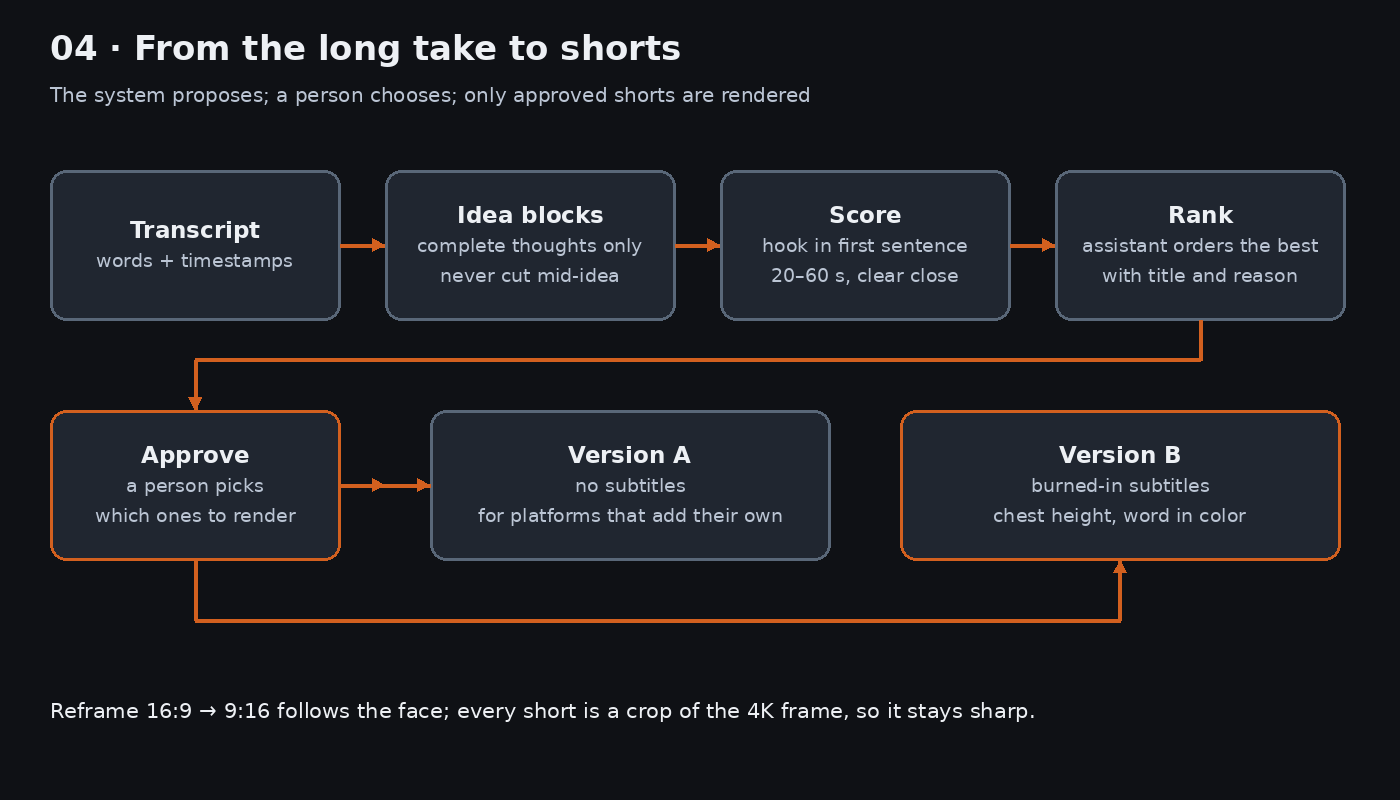 04 · From the long take to shorts
The system proposes; a person chooses; only approved shorts are rendered
Transcript
words + timestamps
Idea blocks
complete thoughts only
never cut mid-idea
Score
hook in first sentence
20–60 s, clear close
Rank
assistant orders the best
with title and reason
Approve
a person picks
which ones to render
Version A
no subtitles
for platforms that add their own
Version B
burned-in subtitles
chest height, word in color
Reframe 16:9 → 9:16 follows the face; every short is a crop of the 4K frame, so it stays sharp.